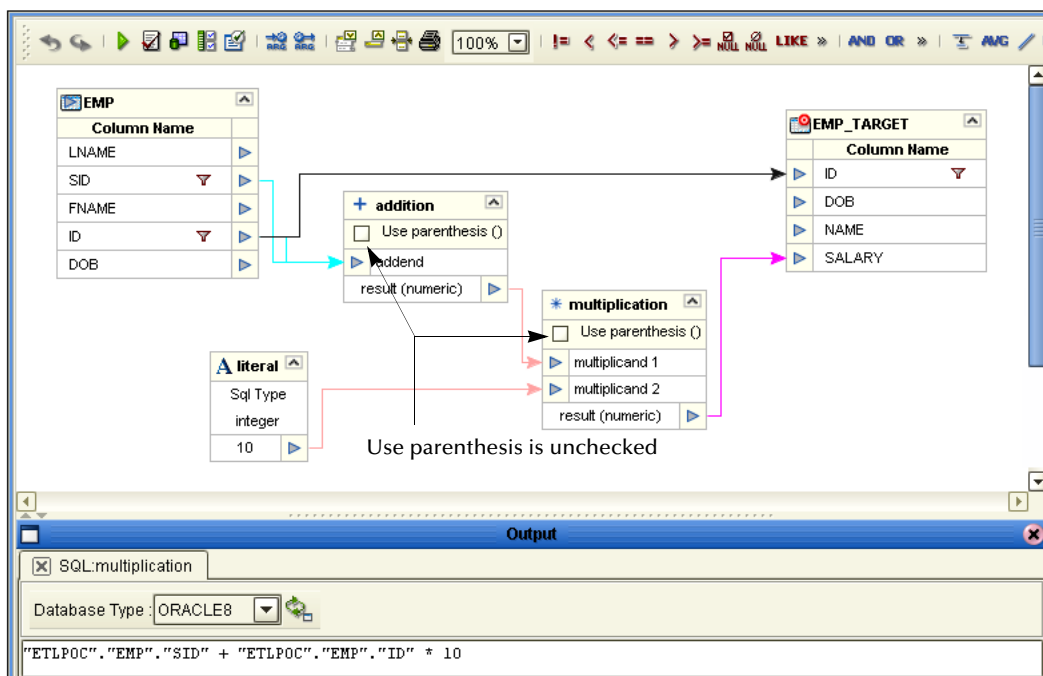 ARG ARG 100% != < <= == > >= NULL NULL LIKE » AND OR » AVG
EMP
Column Name
LNAME
SID
FNAME
ID
DOB
EMP_TARGET
Column Name
ID
DOB
NAME
SALARY
+ addition
Use parenthesis ()
addend
result (numeric)
* multiplication
Use parenthesis ()
multiplicand 1
multiplicand 2
result (numeric)
A literal
Sql Type
integer
10
Use parenthesis is unchecked
Output
SQL:multiplication
Database Type : ORACLE8
"ETLPOC"."EMP"."SID" + "ETLPOC"."EMP"."ID" * 10